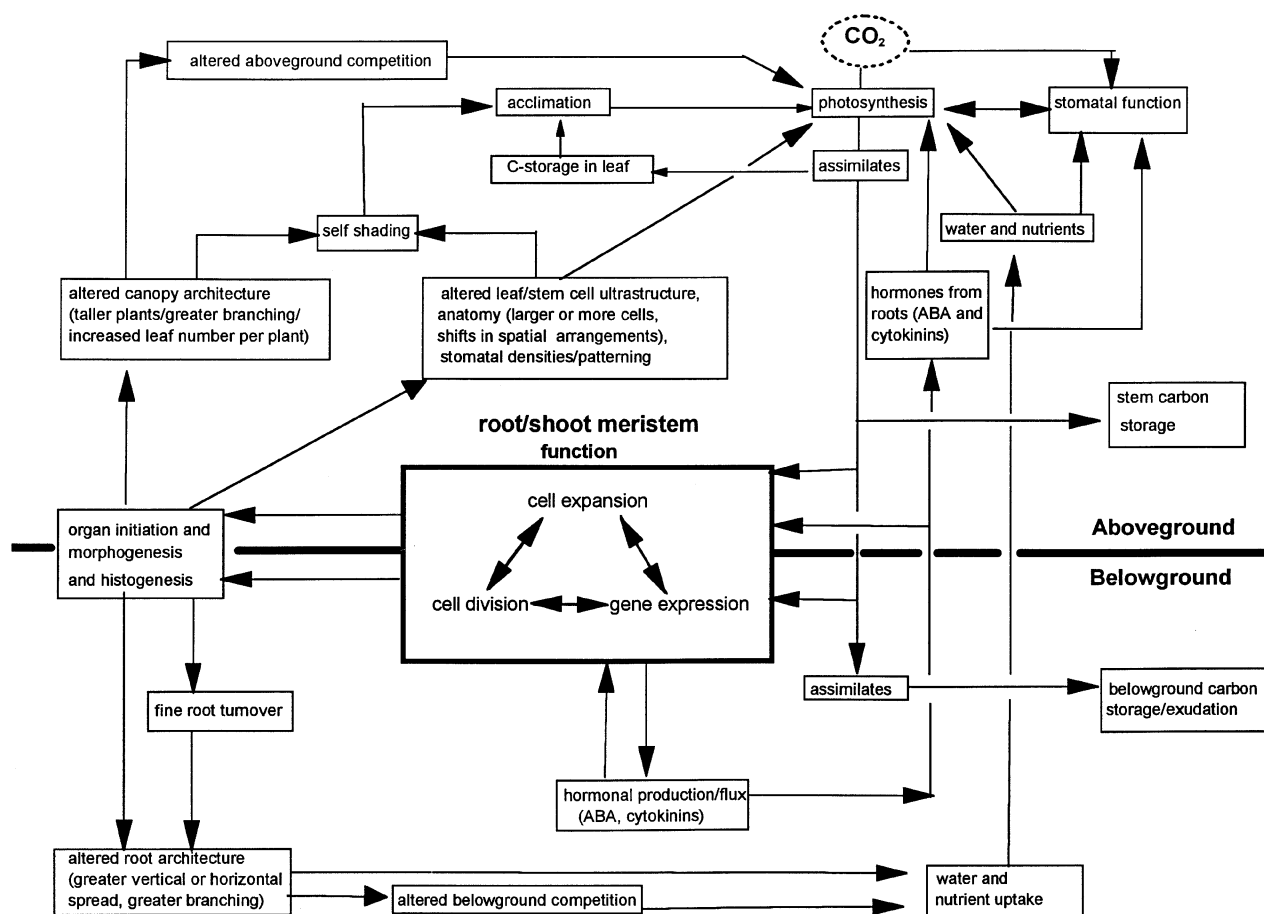 CO₂
altered aboveground competition
acclimation
photosynthesis
stomatal function
C-storage in leaf
assimilates
self shading
water and nutrients
altered canopy architecture
(taller plants/greater branching/
increased leaf number per plant)
altered leaf/stem cell ultrastructure,
anatomy (larger or more cells,
shifts in spatial arrangements),
stomatal densities/patterning
hormones from
roots (ABA and
cytokinins)
stem carbon
storage
root/shoot meristem
function
cell expansion
cell division
gene expression
organ initiation and
morphogenesis
and histogenesis
Aboveground
Belowground
fine root turnover
assimilates
belowground carbon
storage/exudation
hormonal production/flux
(ABA, cytokinins)
altered root architecture
(greater vertical or horizontal
spread, greater branching)
altered belowground competition
water and
nutrient uptake